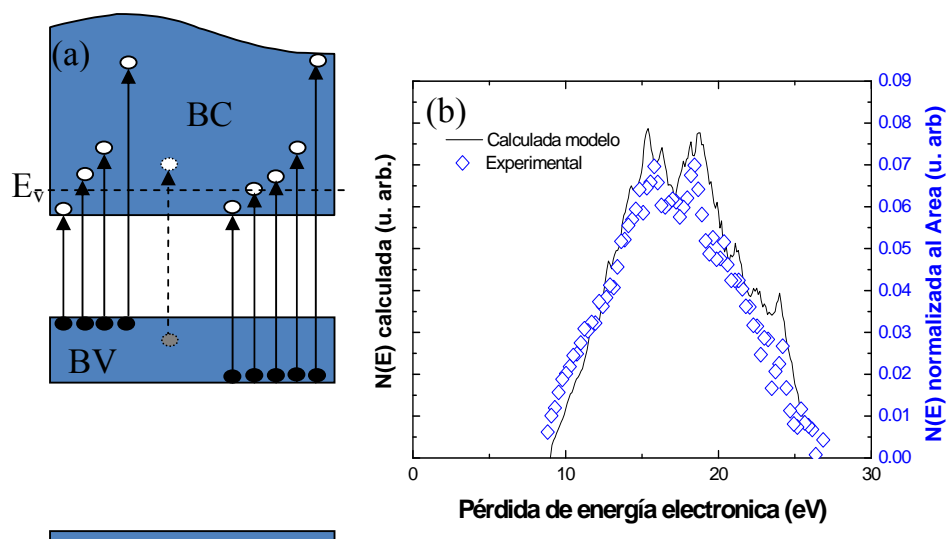 (a)
BC
E_v̄
BV
(b)
Calculada modelo
Experimental
N(E) calculada (u. arb.)
N(E) normalizada al Area (u. arb)
0.09
0.08
0.07
0.06
0.05
0.04
0.03
0.02
0.01
0.00
0
10
20
30
Pérdida de energía electronica (eV)